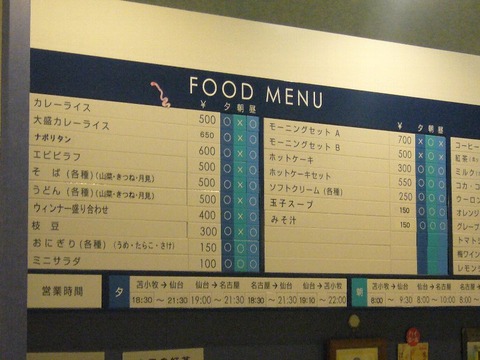 FOOD MENU
¥ 夕 朝 昼
カレーライス 500 ○ × ○
大盛カレーライス 650 ○ × ○
ナポリタン 600 ○ × ○
エビピラフ 500 ○ × ○
そば(各種)(山菜・きつね・月見) 500 ○ × ○
うどん(各種)(山菜・きつね・月見) 500 ○ × ○
ウィンナー盛り合わせ 400 ○ × ○
枝豆 300 ○ × ○
おにぎり(各種)(うめ・たらこ・さけ) 150 ○ ○ ○
ミニサラダ 100 ○ ○ ○
¥ 夕 朝 昼
モーニングセット A 700 × ○ ×
モーニングセット B 500 × ○ ×
ホットケーキ 300
ホットケーキセット 550
ソフトクリーム(各種) 250 ○ ○ ○
玉子スープ 150 ○ ○ ○
みそ汁 150 ○ ○ ○
コーヒー
紅茶
ミルク
コカ・コ
ウーロン
オレンジ
グレープ
トマト
梅ワイン
レモン
営業時間
夕
苫小牧→仙台 仙台→名古屋 名古屋→仙台 仙台→苫小牧
18:30 → 21:30 19:00 → 21:30 18:30 → 21:30 19:10 → 22:00
朝
苫小牧→仙台 仙台→名古屋
8:00 → 9:30 8:00 → 10:00